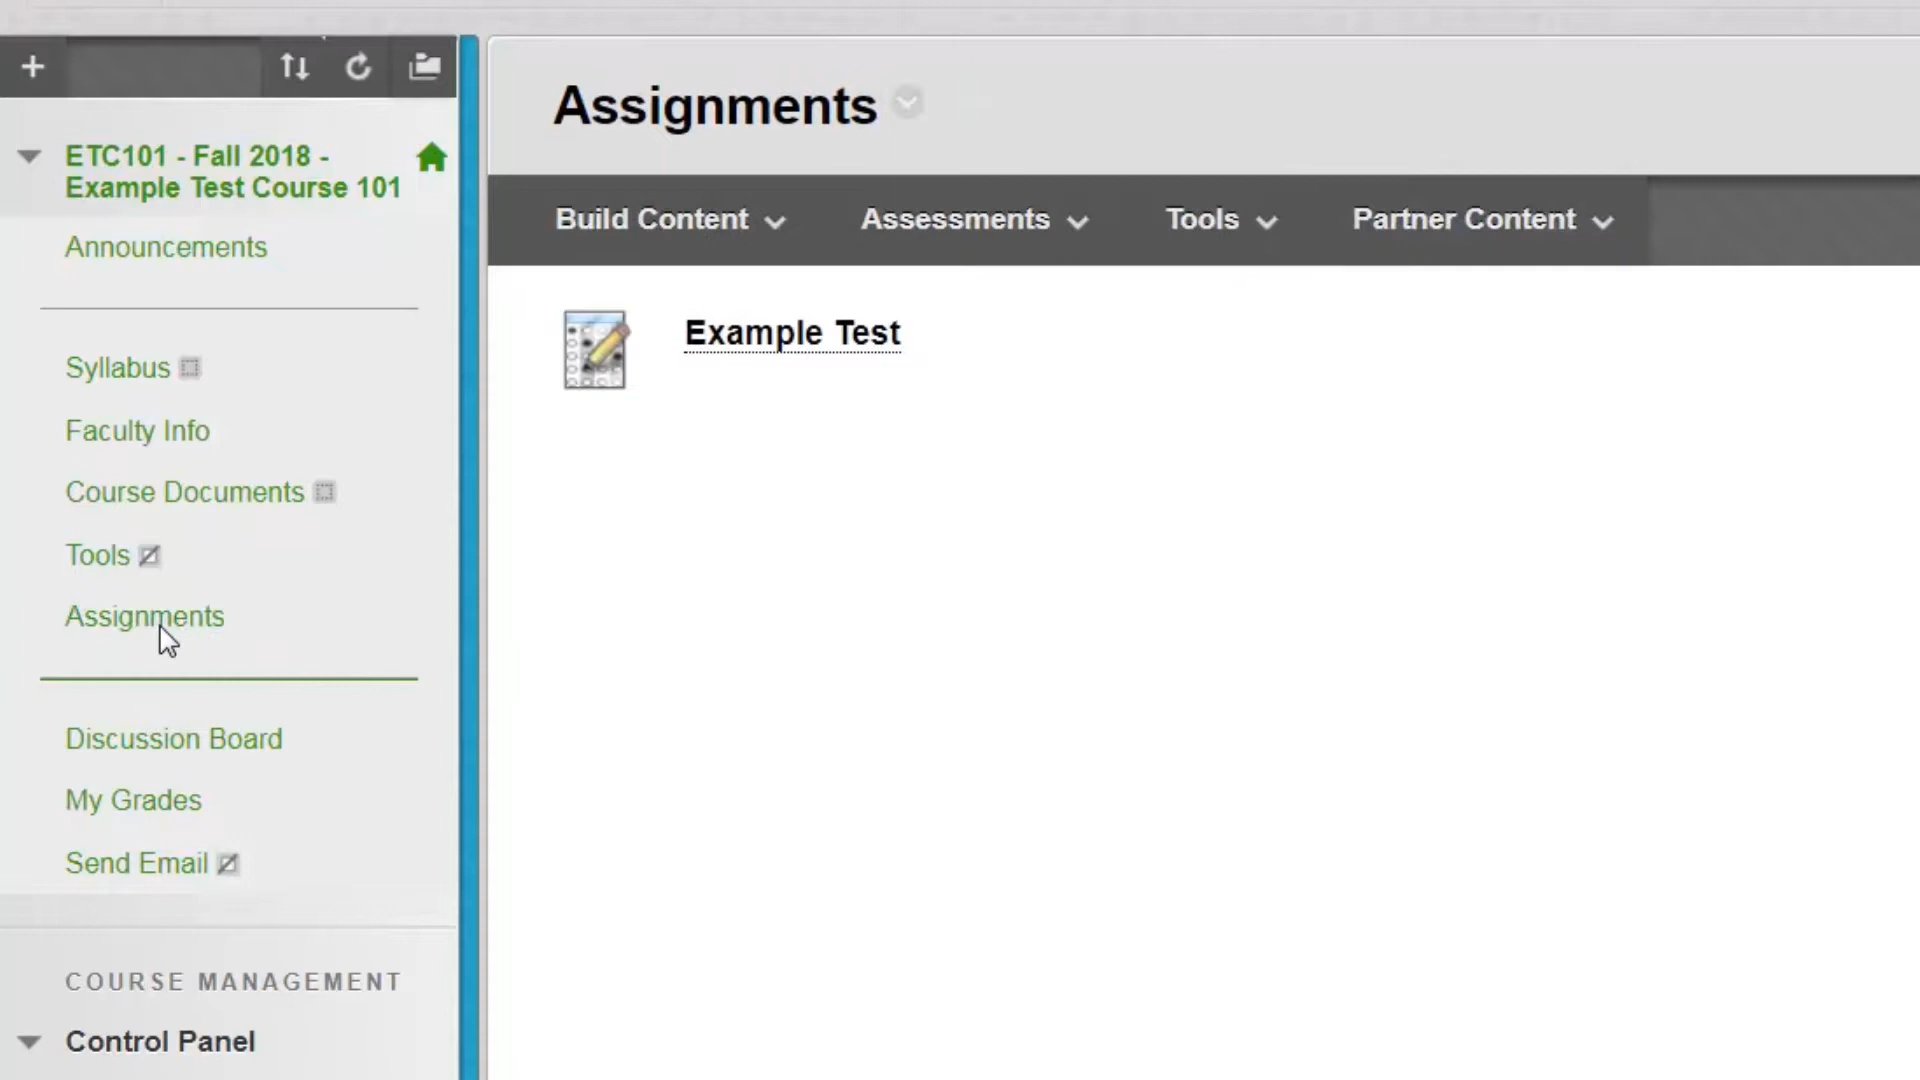 ETC101 - Fall 2018 -
Example Test Course 101
Announcements
Syllabus
Faculty Info
Course Documents
Tools
Assignments
Discussion Board
My Grades
Send Email
COURSE MANAGEMENT
Control Panel
Assignments
Build Content
Assessments
Tools
Partner Content
Example Test